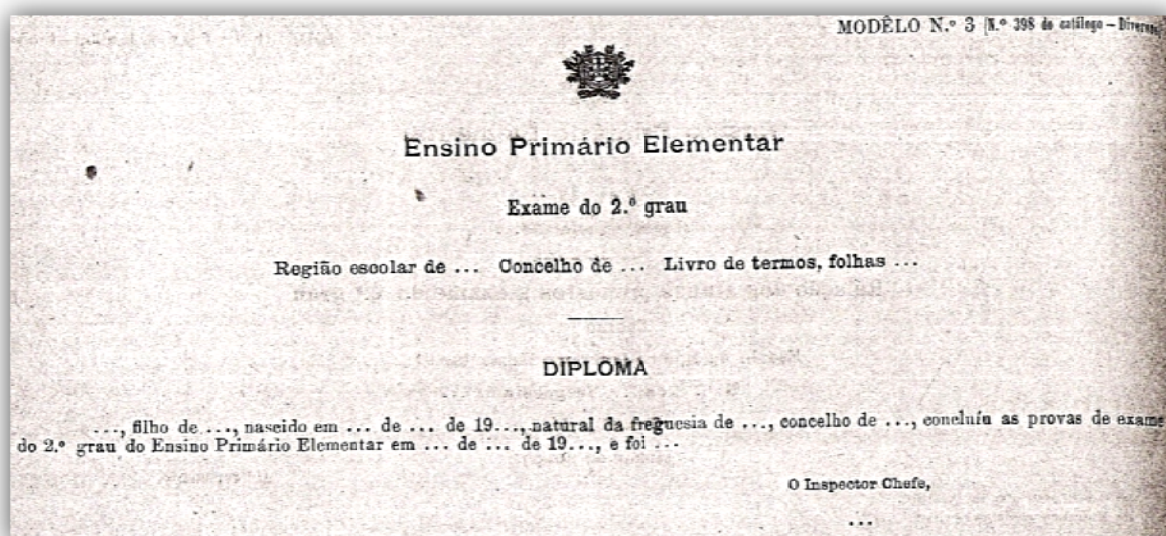 MODÊLO N.º 3 [N.º 398 do catálogo – Diversos]
Ensino Primário Elementar
Exame do 2.º grau
Região escolar de ... Concelho de ... Livro de termos, folhas ...
DIPLOMA
..., filho de ..., nascido em ... de ... de 19..., natural da freguesia de ..., concelho de ..., concluíu as provas de exame
do 2.º grau do Ensino Primário Elementar em ... de ... de 19..., e foi ...
O Inspector Chefe,
...